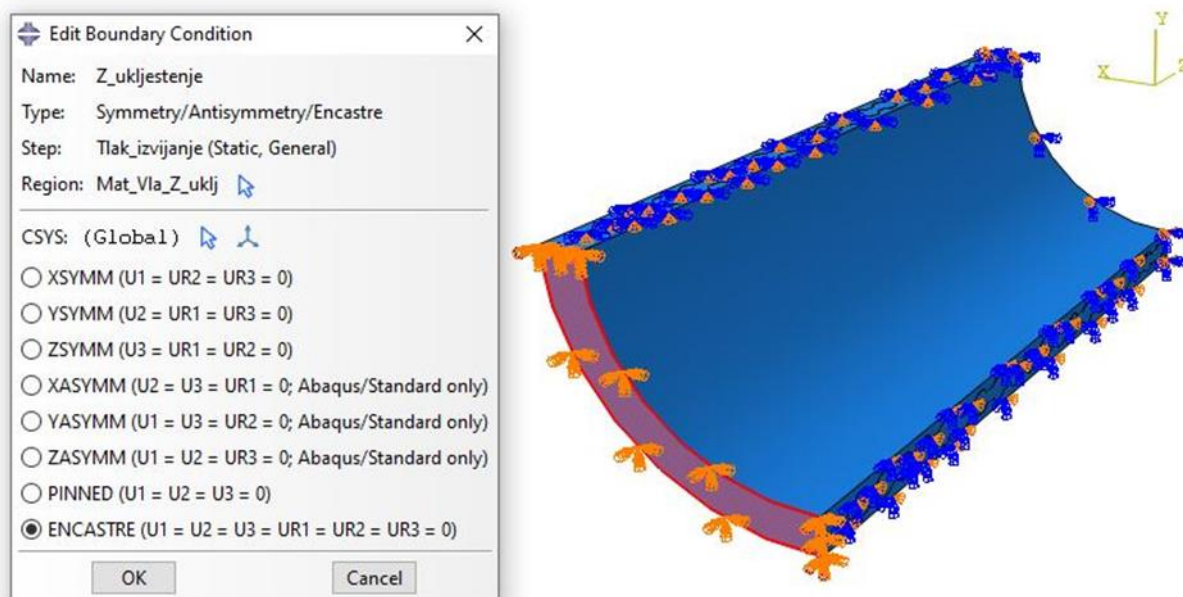 Edit Boundary Condition
Name: Z_ukljestenje
Type: Symmetry/Antisymmetry/Encastre
Step: Tlak_izvijanje (Static, General)
Region: Mat_Vla_Z_uklj
CSYS: (Global)
XSYMM (U1 = UR2 = UR3 = 0)
YSYMM (U2 = UR1 = UR3 = 0)
ZSYMM (U3 = UR1 = UR2 = 0)
XASYMM (U2 = U3 = UR1 = 0; Abaqus/Standard only)
YASYMM (U1 = U3 = UR2 = 0; Abaqus/Standard only)
ZASYMM (U1 = U2 = UR3 = 0; Abaqus/Standard only)
PINNED (U1 = U2 = U3 = 0)
ENCASTRE (U1 = U2 = U3 = UR1 = UR2 = UR3 = 0)
OK Cancel
Y
X
Z